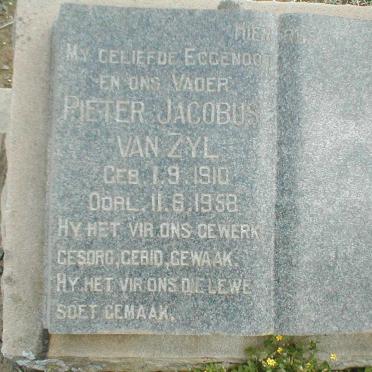 HIER RUS
MY GELIEFDE EGGENOOT
EN ONS VADER
PIETER JACOBUS
VAN ZYL
GEB. 1.9.1910
OORL. 11.6.1958
HY HET VIR ONS GEWERK
GESORG, GEBID, GEWAAK
HY HET VIR ONS DIE LEWE
SOET GEMAAK.